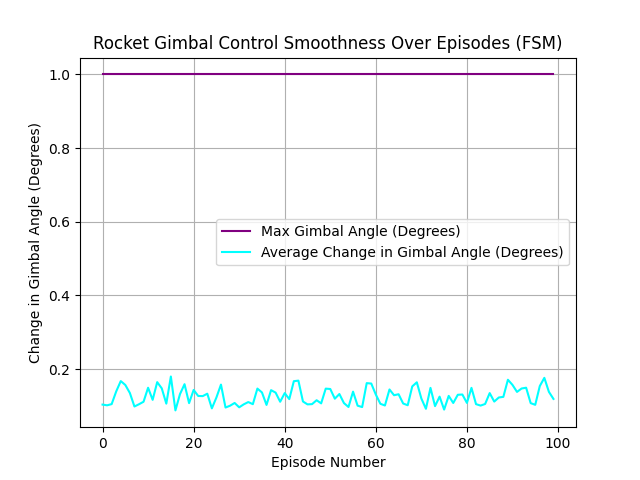 Rocket Gimbal Control Smoothness Over Episodes (FSM)
Change in Gimbal Angle (Degrees)
1.0
0.8
0.6
0.4
0.2
Max Gimbal Angle (Degrees)
Average Change in Gimbal Angle (Degrees)
0 20 40 60 80 100
Episode Number